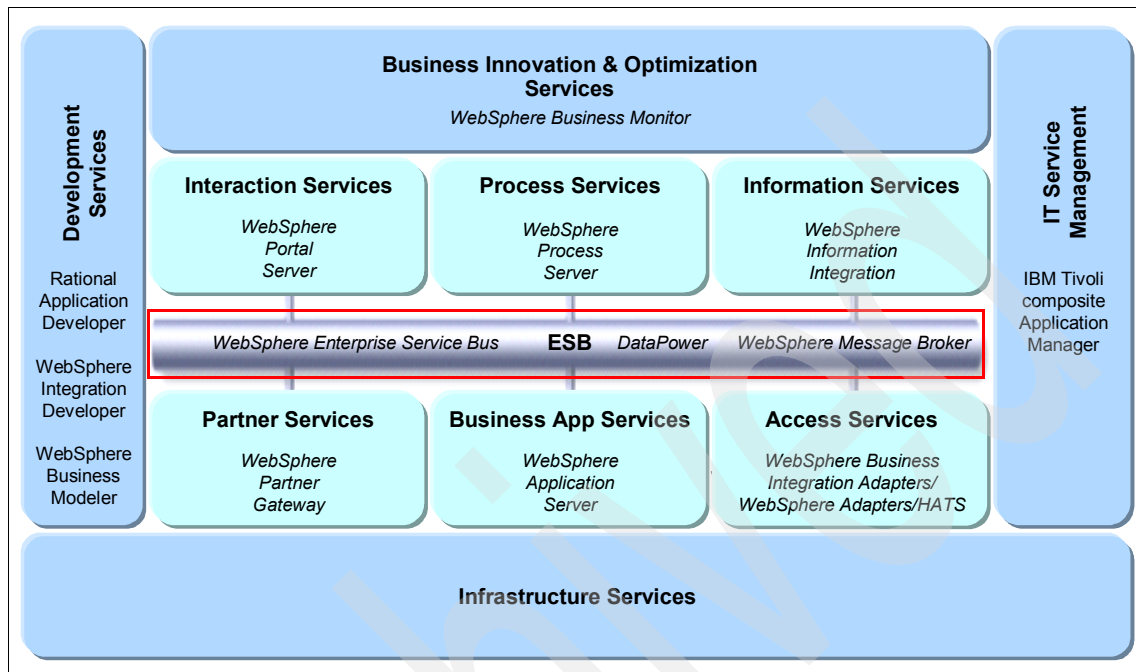 Business Innovation & Optimization
Services
WebSphere Business Monitor
Development
Services
Rational
Application
Developer
WebSphere
Integration
Developer
WebSphere
Business
Modeler
Interaction Services
WebSphere
Portal
Server
Process Services
WebSphere
Process
Server
Information Services
WebSphere
Information
Integration
IT Service
Management
IBM Tivoli
composite
Application
Manager
WebSphere Enterprise Service Bus ESB DataPower WebSphere Message Broker
Partner Services
WebSphere
Partner
Gateway
Business App Services
WebSphere
Application
Server
Access Services
WebSphere Business
Integration Adapters/
WebSphere Adapters/HATS
Infrastructure Services